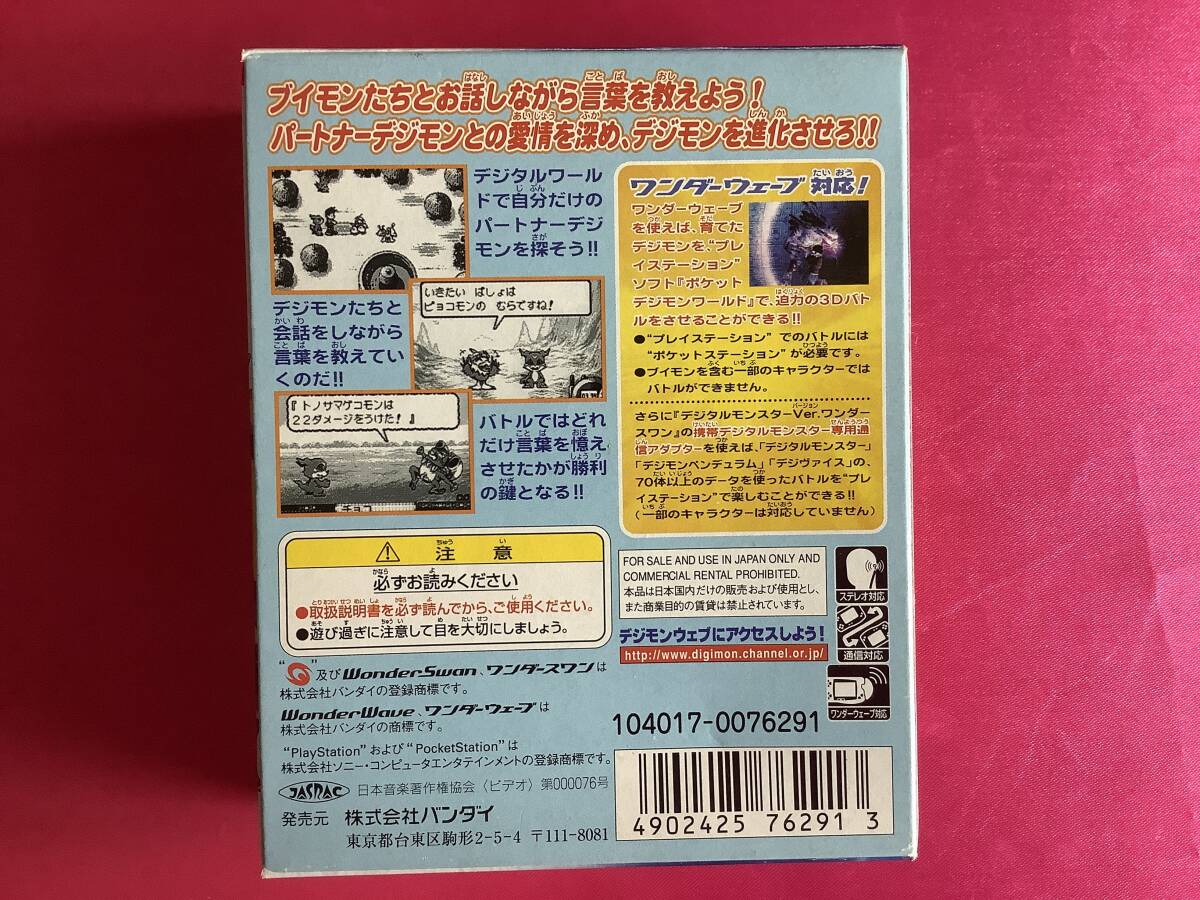 ブイモンたちとお話しながら言葉を教えよう！
パートナーデジモンとの愛情を深め、デジモンを進化させろ!!
デジタルワール
ドで自分だけの
パートナーデジ
モンを探そう!!
いきたい ばしょは
ピョコモンの むらですね！
デジモンたちと
会話をしながら
言葉を教えてい
くのだ!!
『トノサマゲコモンは
22ダメージをうけた！』
チョコ
バトルではどれ
だけ言葉を憶え
させたかが勝利
の鍵となる!!
ワンダーウェーブ対応！
ワンダーウェーブ
を使えば、育てた
デジモンを、“プレ
イステーション”
ソフト『ポケット
デジモンワールド』で、迫力の3Dバト
ルをさせることができる!!
●“プレイステーション”でのバトルには
“ポケットステーション”が必要です。
●ブイモンを含む一部のキャラクターでは
バトルができません。
さらに『デジタルモンスターVer.ワンダー
スワン』の携帯デジタルモンスター専用通
信アダプターを使えば、「デジタルモンスター」
「デジモンペンデュラム」「デジヴァイス」の、
70体以上のデータを使ったバトルを“プレ
イステーション”で楽しむことができる!!
(一部のキャラクターは対応していません)
注意
必ずお読みください
●取扱説明書を必ず読んでから、ご使用ください。
●遊び過ぎに注意して目を大切にしましょう。
FOR SALE AND USE IN JAPAN ONLY AND
COMMERCIAL RENTAL PROHIBITED.
本品は日本国内だけの販売および使用とし、
また商業目的の賃貸は禁止されています。
デジモンウェブにアクセスしよう！
http://www.digimon.channel.or.jp/
ステレオ対応
通信対応
ワンダーウェーブ対応
“ ”及びWonderSwan、ワンダースワンは
株式会社バンダイの登録商標です。
WonderWave、ワンダーウェーブは
株式会社バンダイの商標です。
“PlayStation”および“PocketStation”は
株式会社ソニー・コンピュータエンタテインメントの登録商標です。
JASRAC 日本音楽著作権協会〈ビデオ〉第000076号
発売元 株式会社バンダイ
東京都台東区駒形2-5-4 〒111-8081
104017-0076291
4902425 762913